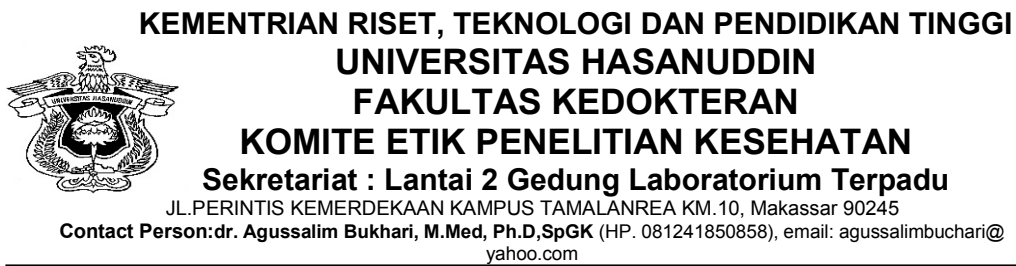 KEMENTRIAN RISET, TEKNOLOGI DAN PENDIDIKAN TINGGI
UNIVERSITAS HASANUDDIN
FAKULTAS KEDOKTERAN
KOMITE ETIK PENELITIAN KESEHATAN
Sekretariat : Lantai 2 Gedung Laboratorium Terpadu
JL.PERINTIS KEMERDEKAAN KAMPUS TAMALANREA KM.10, Makassar 90245
Contact Person:dr. Agussalim Bukhari, M.Med, Ph.D,SpGK (HP. 081241850858), email: agussalimbuchari@
yahoo.com
UNIVERSITAS HASANUDDIN